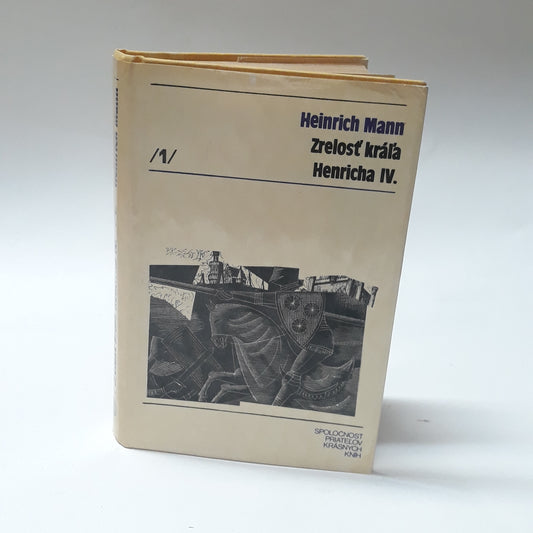 Heinrich Mann
Zrelosť kráľa
/1/
Henricha IV.
SPOLOČNOSŤ
PRIATEĽOV
KRÁSNYCH
KNÍH